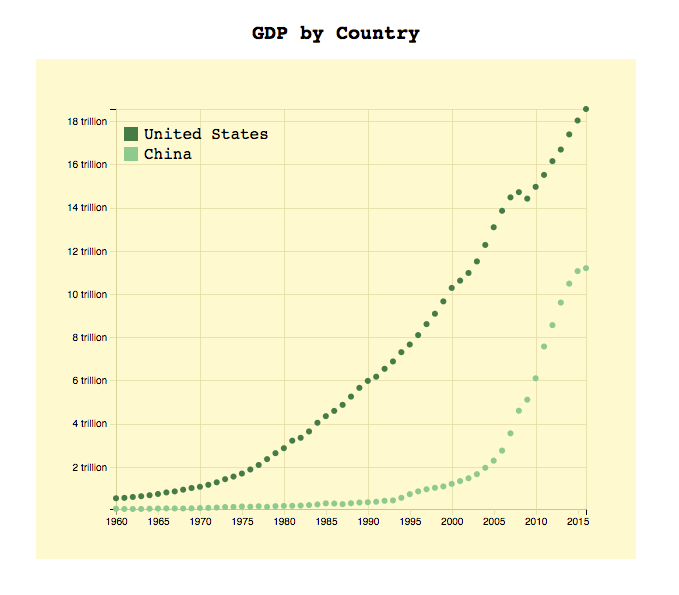 GDP by Country
18 trillion
United States
China
16 trillion
14 trillion
12 trillion
10 trillion
8 trillion
6 trillion
4 trillion
2 trillion
1960 1965 1970 1975 1980 1985 1990 1995 2000 2005 2010 2015